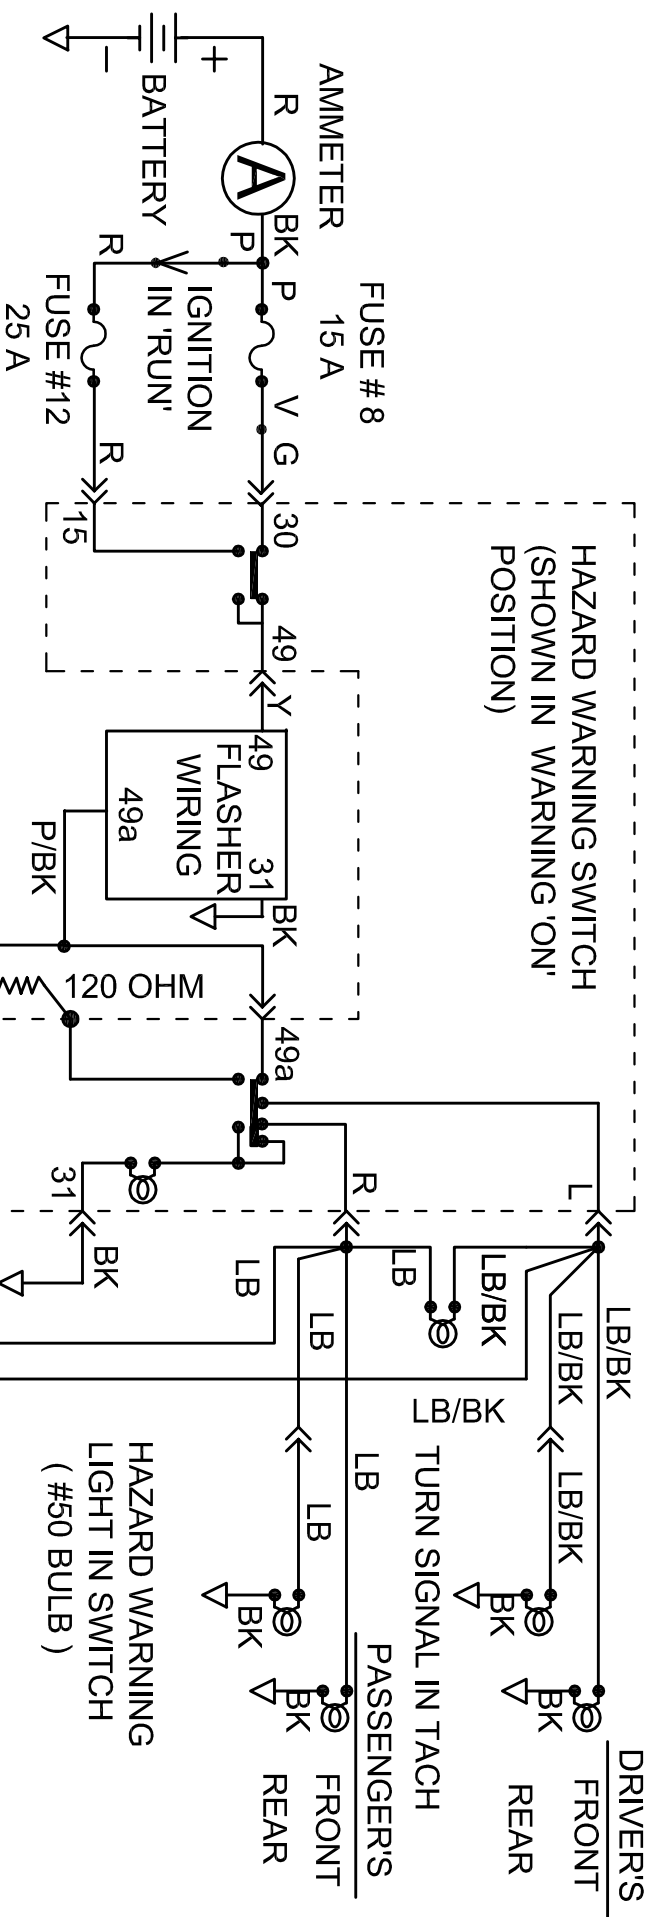 HAZARD WARNING SWITCH
(SHOWN IN WARNING 'ON'
POSITION)
FUSE # 8
15 A
AMMETER
R
A
BK
P
P
V
G
30
+
–
BATTERY
IGNITION
IN 'RUN'
R
FUSE #12
25 A
R
15
49
Y
49
31
FLASHER
WIRING
49a
BK
P/BK
120 OHM
49a
L
R
31
BK
LB/BK
LB/BK
LB/BK
LB/BK
LB/BK
LB
LB
LB
LB
LB
DRIVER'S
FRONT
REAR
BK
BK
TURN SIGNAL IN TACH
PASSENGER'S
FRONT
REAR
BK
BK
HAZARD WARNING
LIGHT IN SWITCH
( #50 BULB )